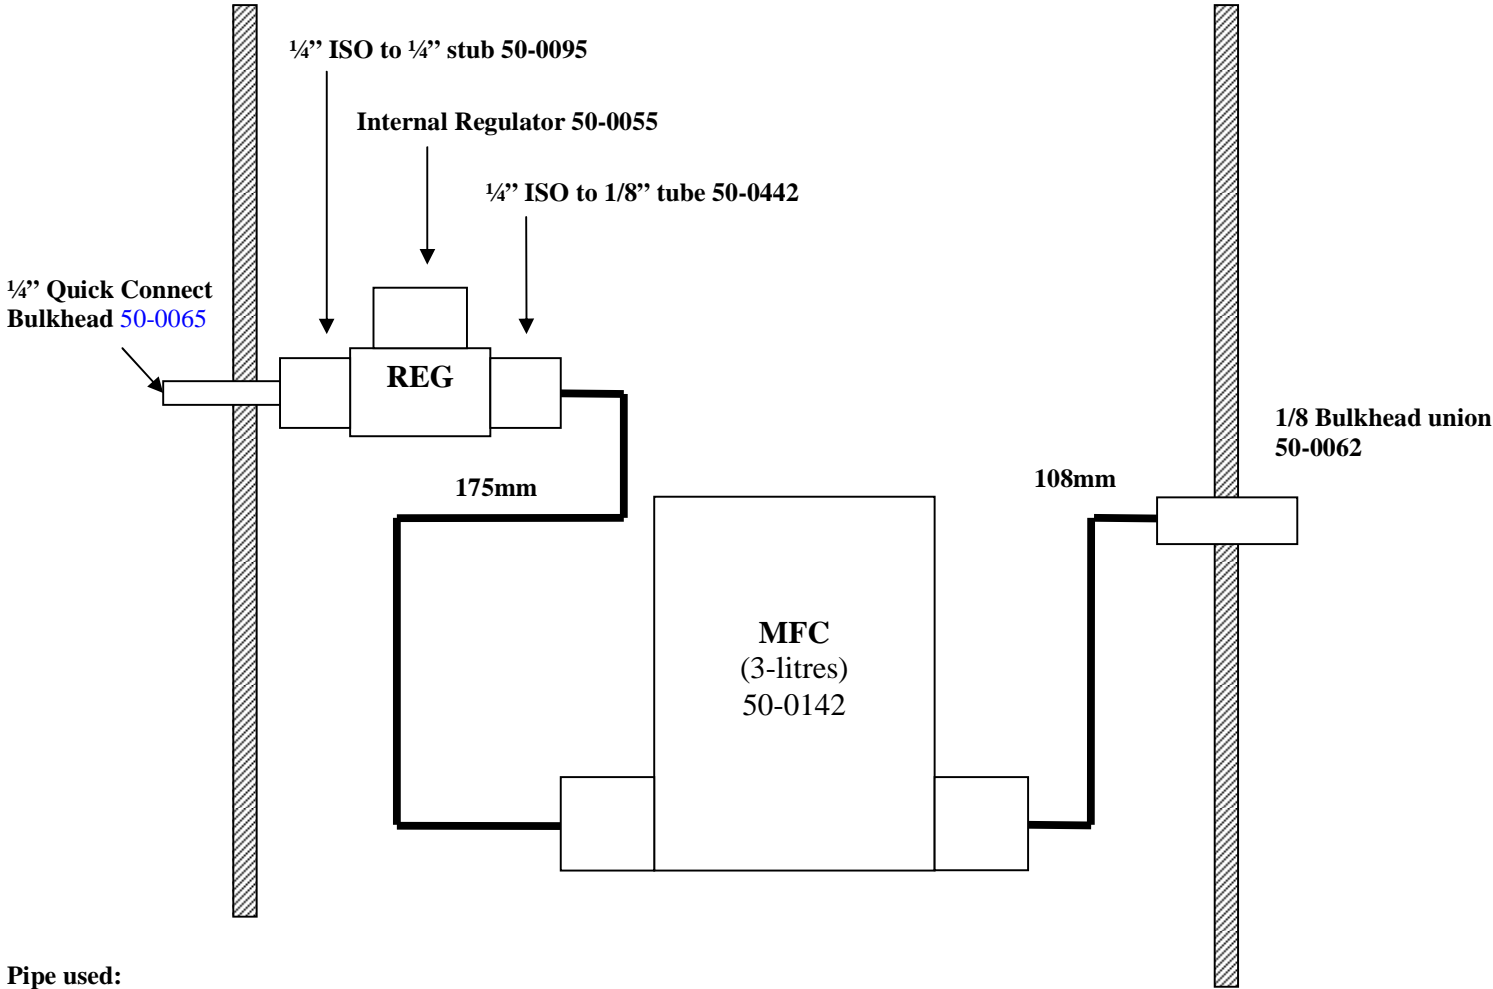 ¼” ISO to ¼” stub 50-0095
Internal Regulator 50-0055
¼” ISO to 1/8” tube 50-0442
¼” Quick Connect
Bulkhead 50-0065
REG
1/8 Bulkhead union
50-0062
175mm
108mm
MFC
(3-litres)
50-0142
Pipe used: